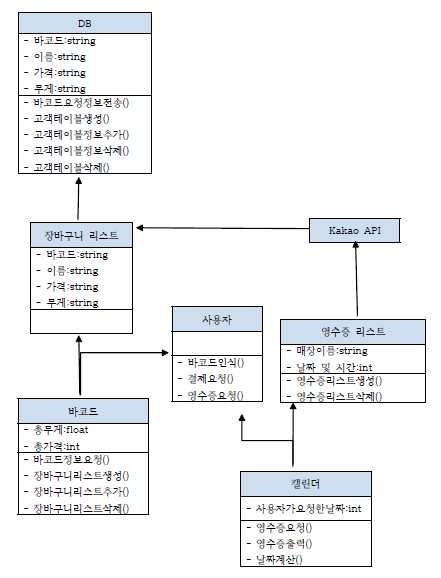 DB
- 바코드:string
- 이름:string
- 가격:string
- 무게:string
- 바코드요청정보전송()
- 고객테이블생성()
- 고객테이블정보추가()
- 고객테이블정보삭제()
- 고객테이블삭제()
장바구니 리스트
- 바코드:string
- 이름:string
- 가격:string
- 무게:string
Kakao API
사용자
- 바코드인식()
- 결제요청()
- 영수증요청()
영수증 리스트
- 매장이름:string
- 날짜 및 시간:int
- 영수증리스트생성()
- 영수증리스트삭제()
바코드
- 총무게:float
- 총가격:int
- 바코드정보요청()
- 장바구니리스트생성()
- 장바구니리스트추가()
- 장바구니리스트삭제()
캘린더
- 사용자가요청한날짜:int
- 영수증요청()
- 영수증출력()
- 날짜계산()